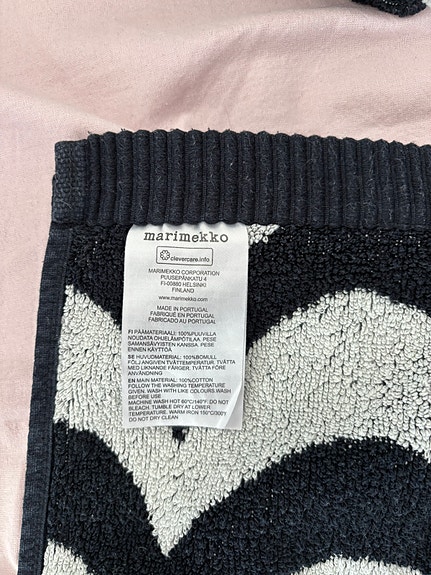 marimekko
clevercare.info
MARIMEKKO CORPORATION
PUUSEPÄNKATU 4
FI-00880 HELSINKI
FINLAND
www.marimekko.com
MADE IN PORTUGAL
FABRIQUÉ EN PORTUGAL
FABRICADO AU PORTUGAL
FI PÄÄMATERIAALI: 100%PUUVILLA
NOUDATA OHJELÄMPÖTILAA. PESE
SAMANSÄVYISTEN KANSSA. PESE
ENNEN KÄYTTÖÄ
SE HUVUDMATERIAL: 100%BOMULL
FÖLJ ANGIVEN TVÄTTEMPERATUR, TVÄTTA
MED LIKNANDE FÄRGER, TVÄTTA FÖRE
ANVÄNDNING
EN MAIN MATERIAL: 100%COTTON
FOLLOW THE WASHING TEMPERATURE
GIVEN, WASH WITH LIKE COLOURS.WASH
BEFORE USE
MACHINE WASH HOT 60°C/140°F. DO NOT
BLEACH. TUMBLE DRY AT LOWER
TEMPERATURE. WARM IRON 150°C/300°F.
DO NOT DRY CLEAN